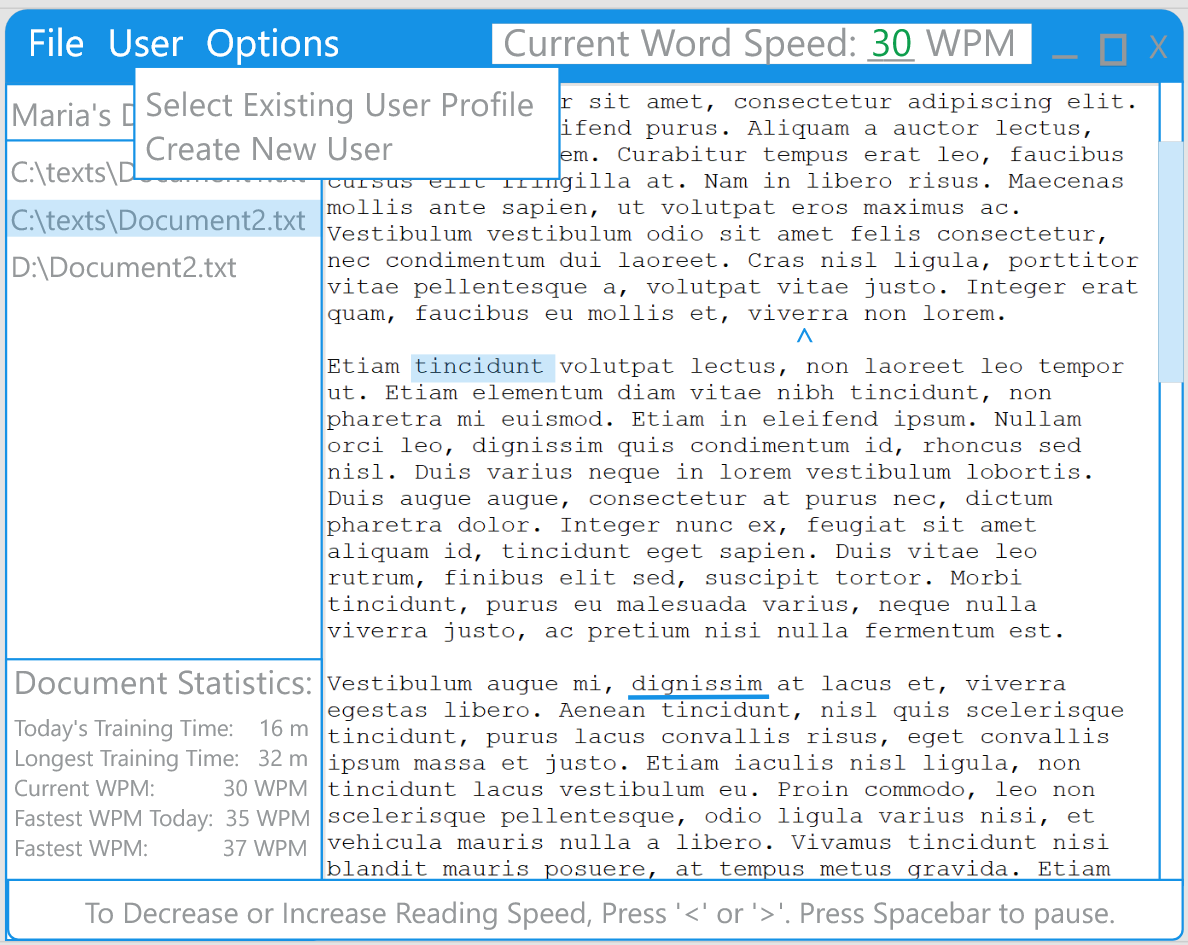 File User Options
Current Word Speed: 30 WPM
X
Select Existing User Profile
Create New User
Maria's
C:\texts\Document1.txt
C:\texts\Document2.txt
D:\Document2.txt
r sit amet, consectetur adipiscing elit.
ifend purus. Aliquam a auctor lectus,
em. Curabitur tempus erat leo, faucibus
cursus elit fringilla at. Nam in libero risus. Maecenas
mollis ante sapien, ut volutpat eros maximus ac.
Vestibulum vestibulum odio sit amet felis consectetur,
nec condimentum dui laoreet. Cras nisl ligula, porttitor
vitae pellentesque a, volutpat vitae justo. Integer erat
quam, faucibus eu mollis et, viverra non lorem.
^
Etiam tincidunt volutpat lectus, non laoreet leo tempor
ut. Etiam elementum diam vitae nibh tincidunt, non
pharetra mi euismod. Etiam in eleifend ipsum. Nullam
orci leo, dignissim quis condimentum id, rhoncus sed
nisl. Duis varius neque in lorem vestibulum lobortis.
Duis augue augue, consectetur at purus nec, dictum
pharetra dolor. Integer nunc ex, feugiat sit amet
aliquam id, tincidunt eget sapien. Duis vitae leo
rutrum, finibus elit sed, suscipit tortor. Morbi
tincidunt, purus eu malesuada varius, neque nulla
viverra justo, ac pretium nisi nulla fermentum est.
Vestibulum augue mi, dignissim at lacus et, viverra
egestas libero. Aenean tincidunt, nisl quis scelerisque
tincidunt, purus lacus convallis risus, eget convallis
ipsum massa et justo. Etiam iaculis nisl ligula, non
tincidunt lacus vestibulum eu. Proin commodo, leo non
scelerisque pellentesque, odio ligula varius nisi, et
vehicula mauris nulla a libero. Vivamus tincidunt nisi
blandit mauris posuere, at tempus metus gravida. Etiam
Document Statistics:
Today's Training Time: 16 m
Longest Training Time: 32 m
Current WPM: 30 WPM
Fastest WPM Today: 35 WPM
Fastest WPM: 37 WPM
To Decrease or Increase Reading Speed, Press '<' or '>'. Press Spacebar to pause.